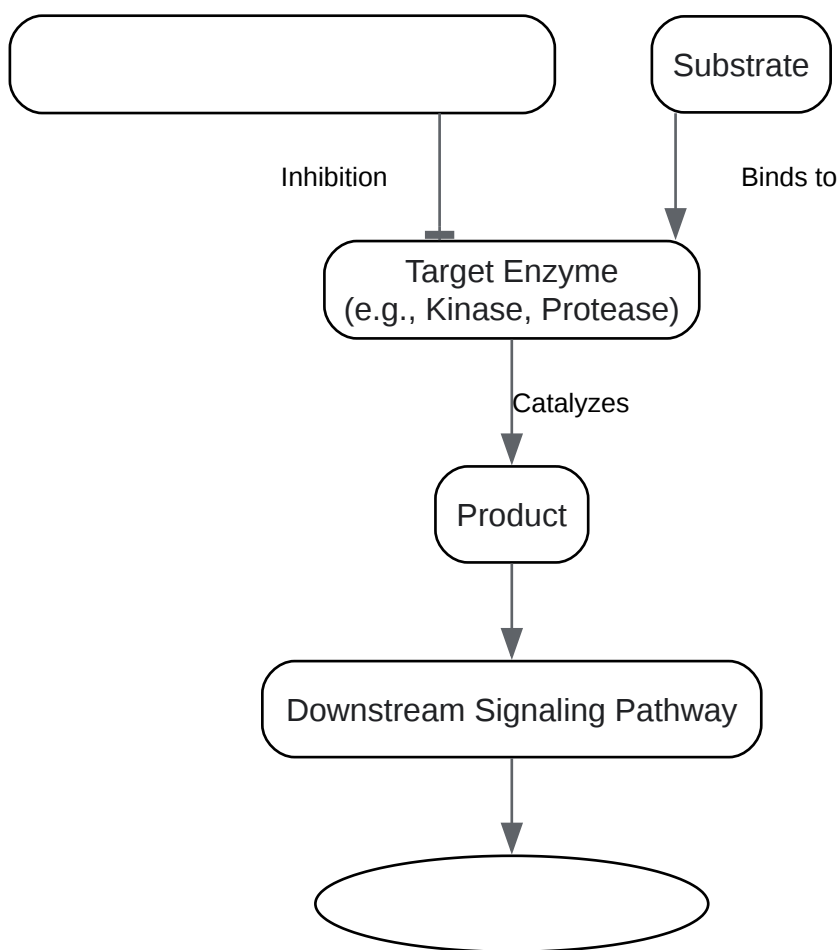 Substrate
Inhibition
Binds to
Target Enzyme
(e.g., Kinase, Protease)
Catalyzes
Product
Downstream Signaling Pathway